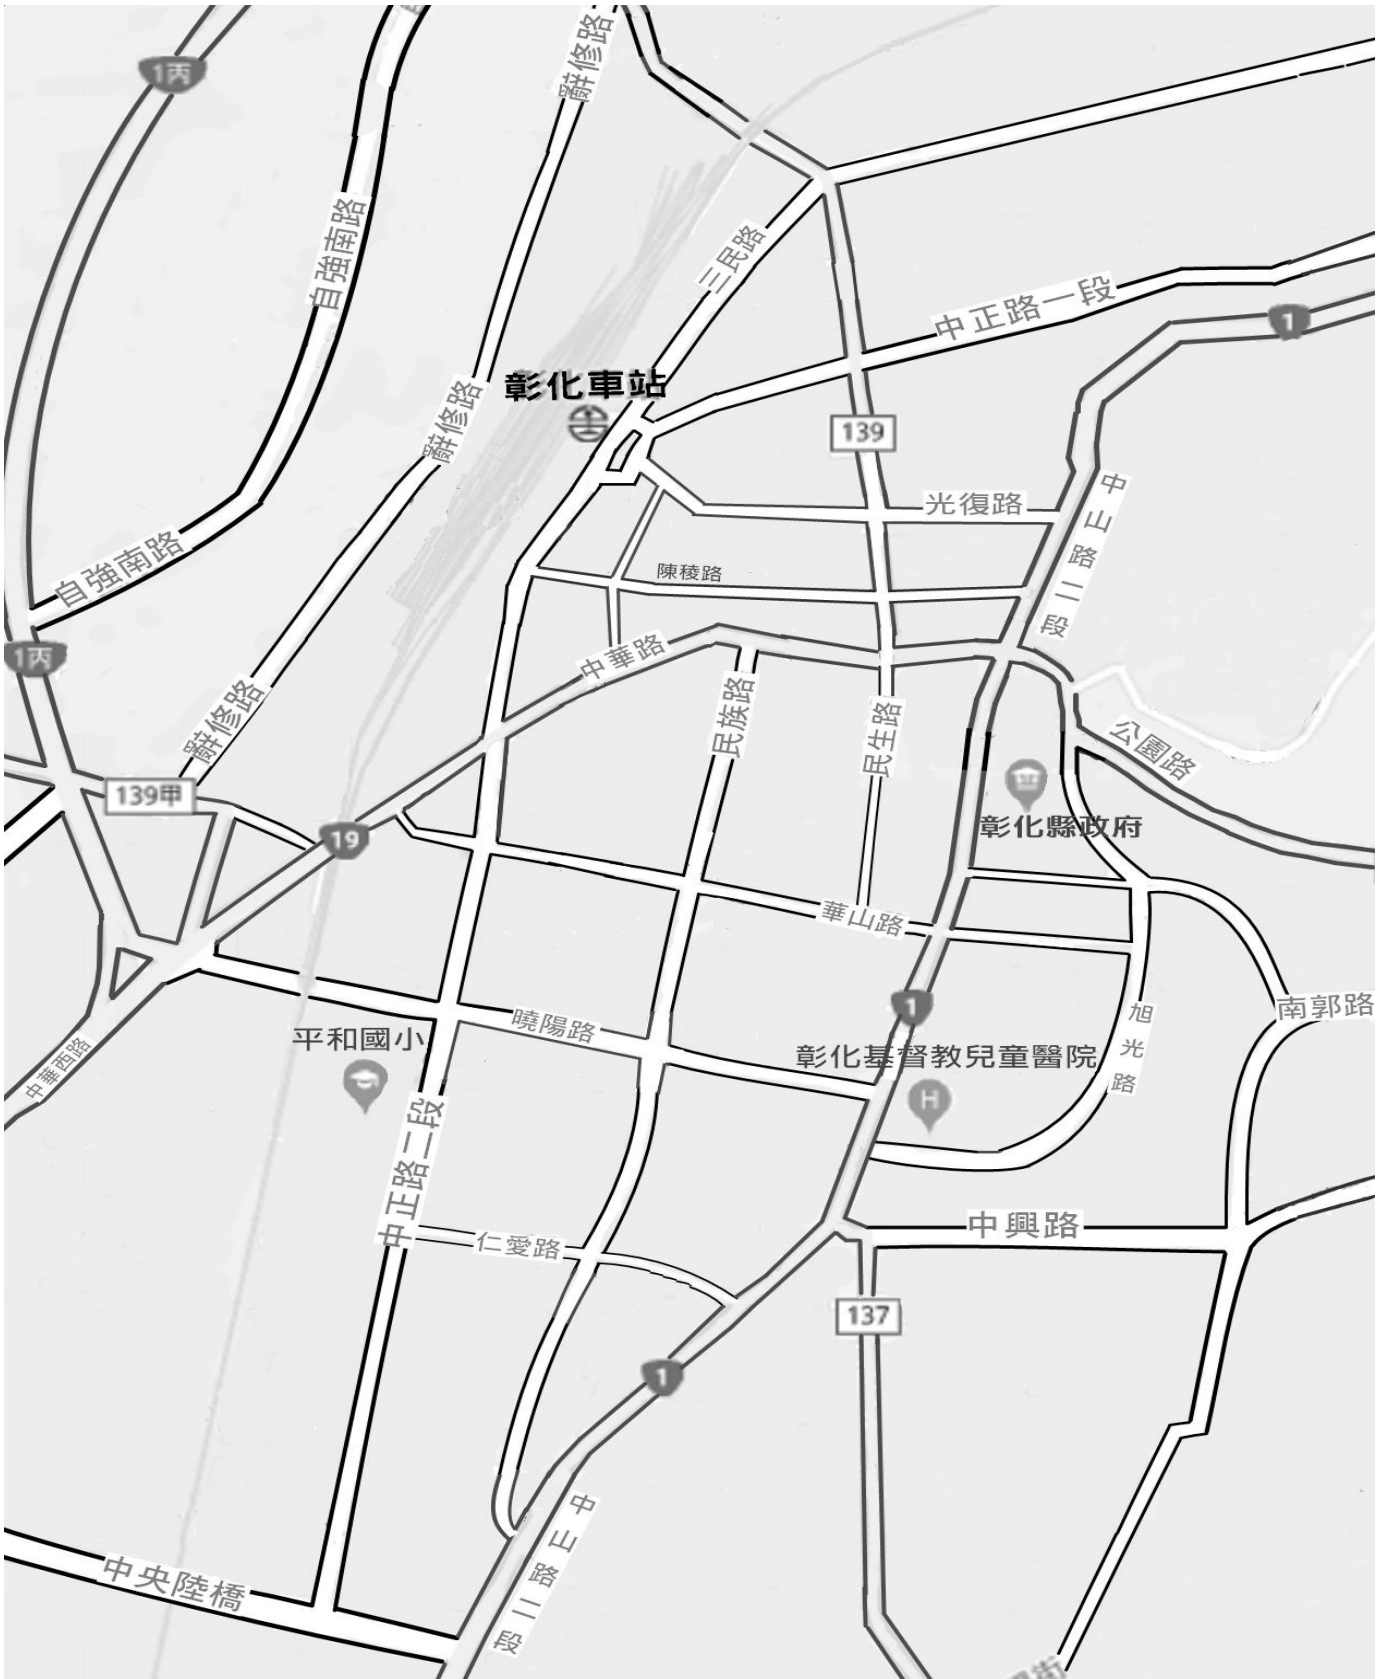 1丙
辭修路
自強南路
三民路
中正路一段
1
彰化車站
辭修路
139
光復路
中山路二段
自強南路
陳稜路
1丙
中華路
民族路
民生路
公園路
辭修路
139甲
19
彰化縣政府
華山路
1
南郭路
旭光路
曉陽路
平和國小
彰化基督教兒童醫院
H
中華西路
中正路二段
中興路
仁愛路
137
1
中山路二段
中央陸橋
街